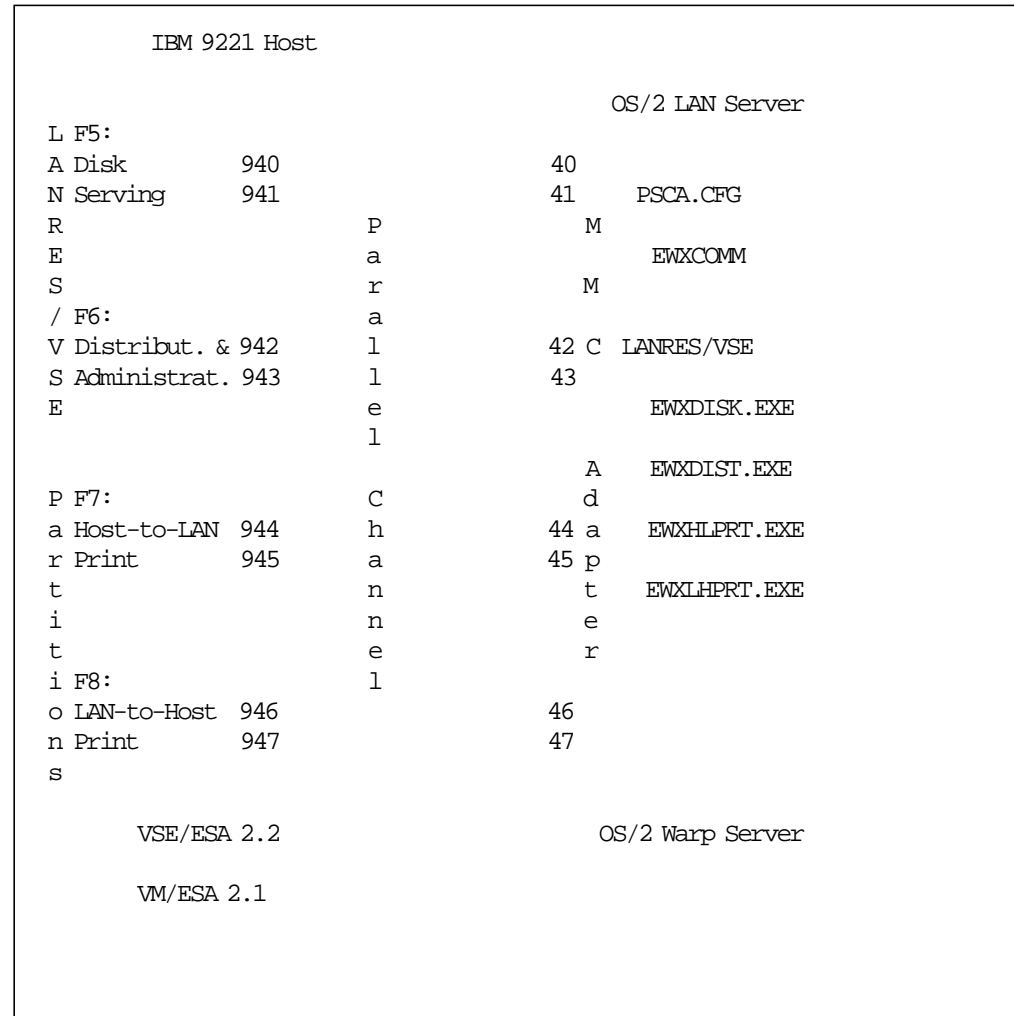 IBM 9221 Host
OS/2 LAN Server
L F5:
A Disk 940 40
N Serving 941 41 PSCA.CFG
R P M
E a EWXCOMM
S r M
/ F6: a
V Distribut. & 942 l 42 C LANRES/VSE
S Administrat. 943 l 43
E e EWXDISK.EXE
l
A EWXDIST.EXE
P F7: C d
a Host-to-LAN 944 h 44 a EWXHLPRT.EXE
r Print 945 a 45 p
t n t EWXLHPRT.EXE
i n e
t e r
i F8: l
o LAN-to-Host 946 46
n Print 947 47
s
VSE/ESA 2.2 OS/2 Warp Server
VM/ESA 2.1